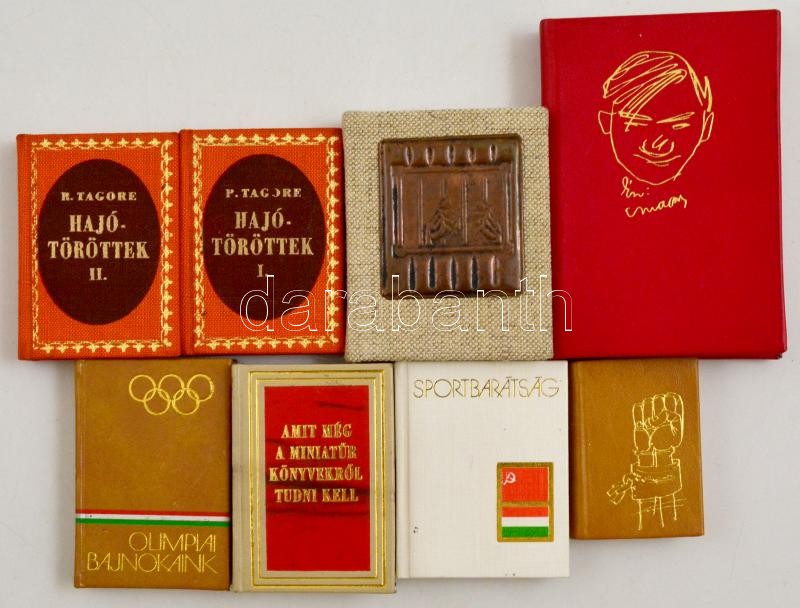 R. TAGORE
HAJÓ-
TÖRÖTTEK
II.
P. TAGORE
HAJÓ-
TÖRÖTTEK
I.
darabanth
OLIMPIAI
BAJNOKAINK
AMIT MÉG
A MINIATŰR
KÖNYVEKRŐL
TUDNI KELL
SPORTBARÁTSÁG